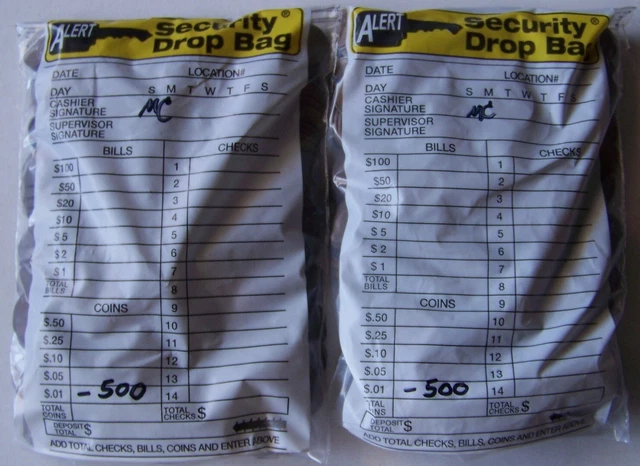 ALERT
Security®
Drop Bag
DATE LOCATION#
DAY S M T W T F S
CASHIER
SIGNATURE MC
SUPERVISOR
SIGNATURE
BILLS CHECKS
$100 1
$50 2
$20 3
$10 4
$5 5
$2 6
$1 7
TOTAL
BILLS 8
COINS 9
$.50 10
$.25 11
$.10 12
$.05 13
$.01 -500 14
TOTAL
COINS TOTAL
CHECKS $
DEPOSIT
TOTAL $
ADD TOTAL CHECKS, BILLS, COINS AND ENTER ABOVE
ALERT
Security®
Drop Bag
DATE LOCATION#
DAY S M T W T F S
CASHIER
SIGNATURE MC
SUPERVISOR
SIGNATURE
BILLS CHECKS
$100 1
$50 2
$20 3
$10 4
$5 5
$2 6
$1 7
TOTAL
BILLS 8
COINS 9
$.50 10
$.25 11
$.10 12
$.05 13
$.01 -500 14
TOTAL
COINS TOTAL
CHECKS $
DEPOSIT
TOTAL $
ADD TOTAL CHECKS, BILLS, COINS AND ENTER ABOVE